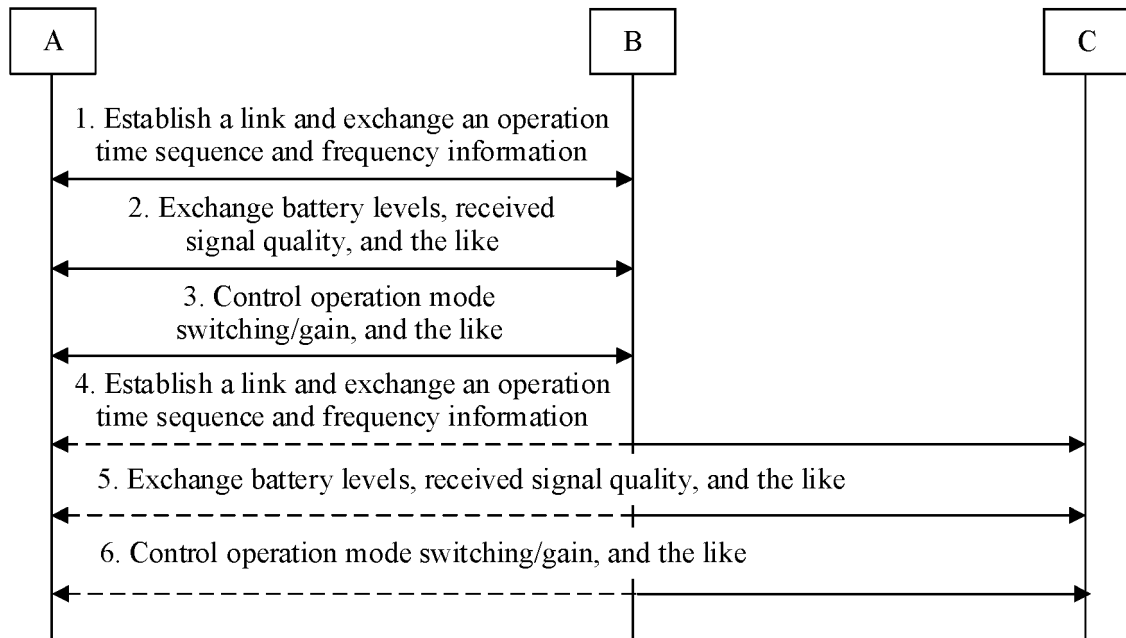 A
B
C
1. Establish a link and exchange an operation
time sequence and frequency information
2. Exchange battery levels, received
signal quality, and the like
3. Control operation mode
switching/gain, and the like
4. Establish a link and exchange an operation
time sequence and frequency information
5. Exchange battery levels, received signal quality, and the like
6. Control operation mode switching/gain, and the like